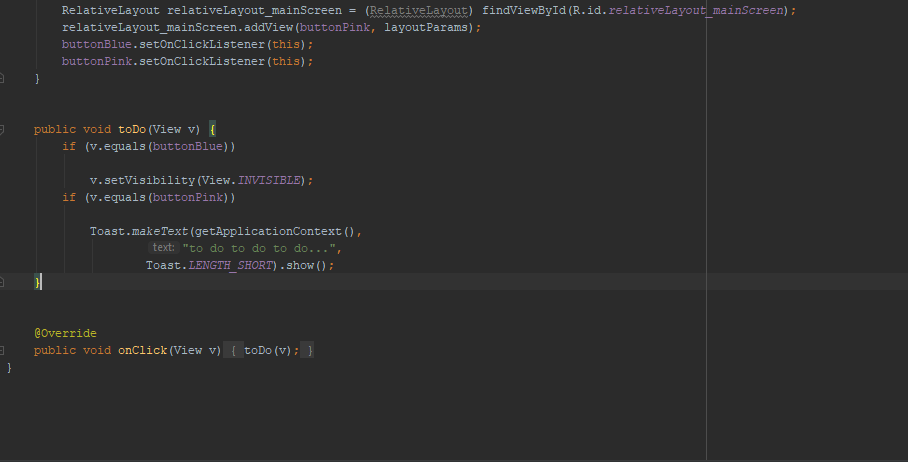 RelativeLayout relativeLayout_mainScreen = (RelativeLayout) findViewById(R.id.relativeLayout_mainScreen);
relativeLayout_mainScreen.addView(buttonPink, layoutParams);
buttonBlue.setOnClickListener(this);
buttonPink.setOnClickListener(this);
}
public void toDo(View v) {
if (v.equals(buttonBlue))
v.setVisibility(View.INVISIBLE);
if (v.equals(buttonPink))
Toast.makeText(getApplicationContext(),
text: "to do to do to do...",
Toast.LENGTH_SHORT).show();
}
@Override
public void onClick(View v) { toDo(v); }
}